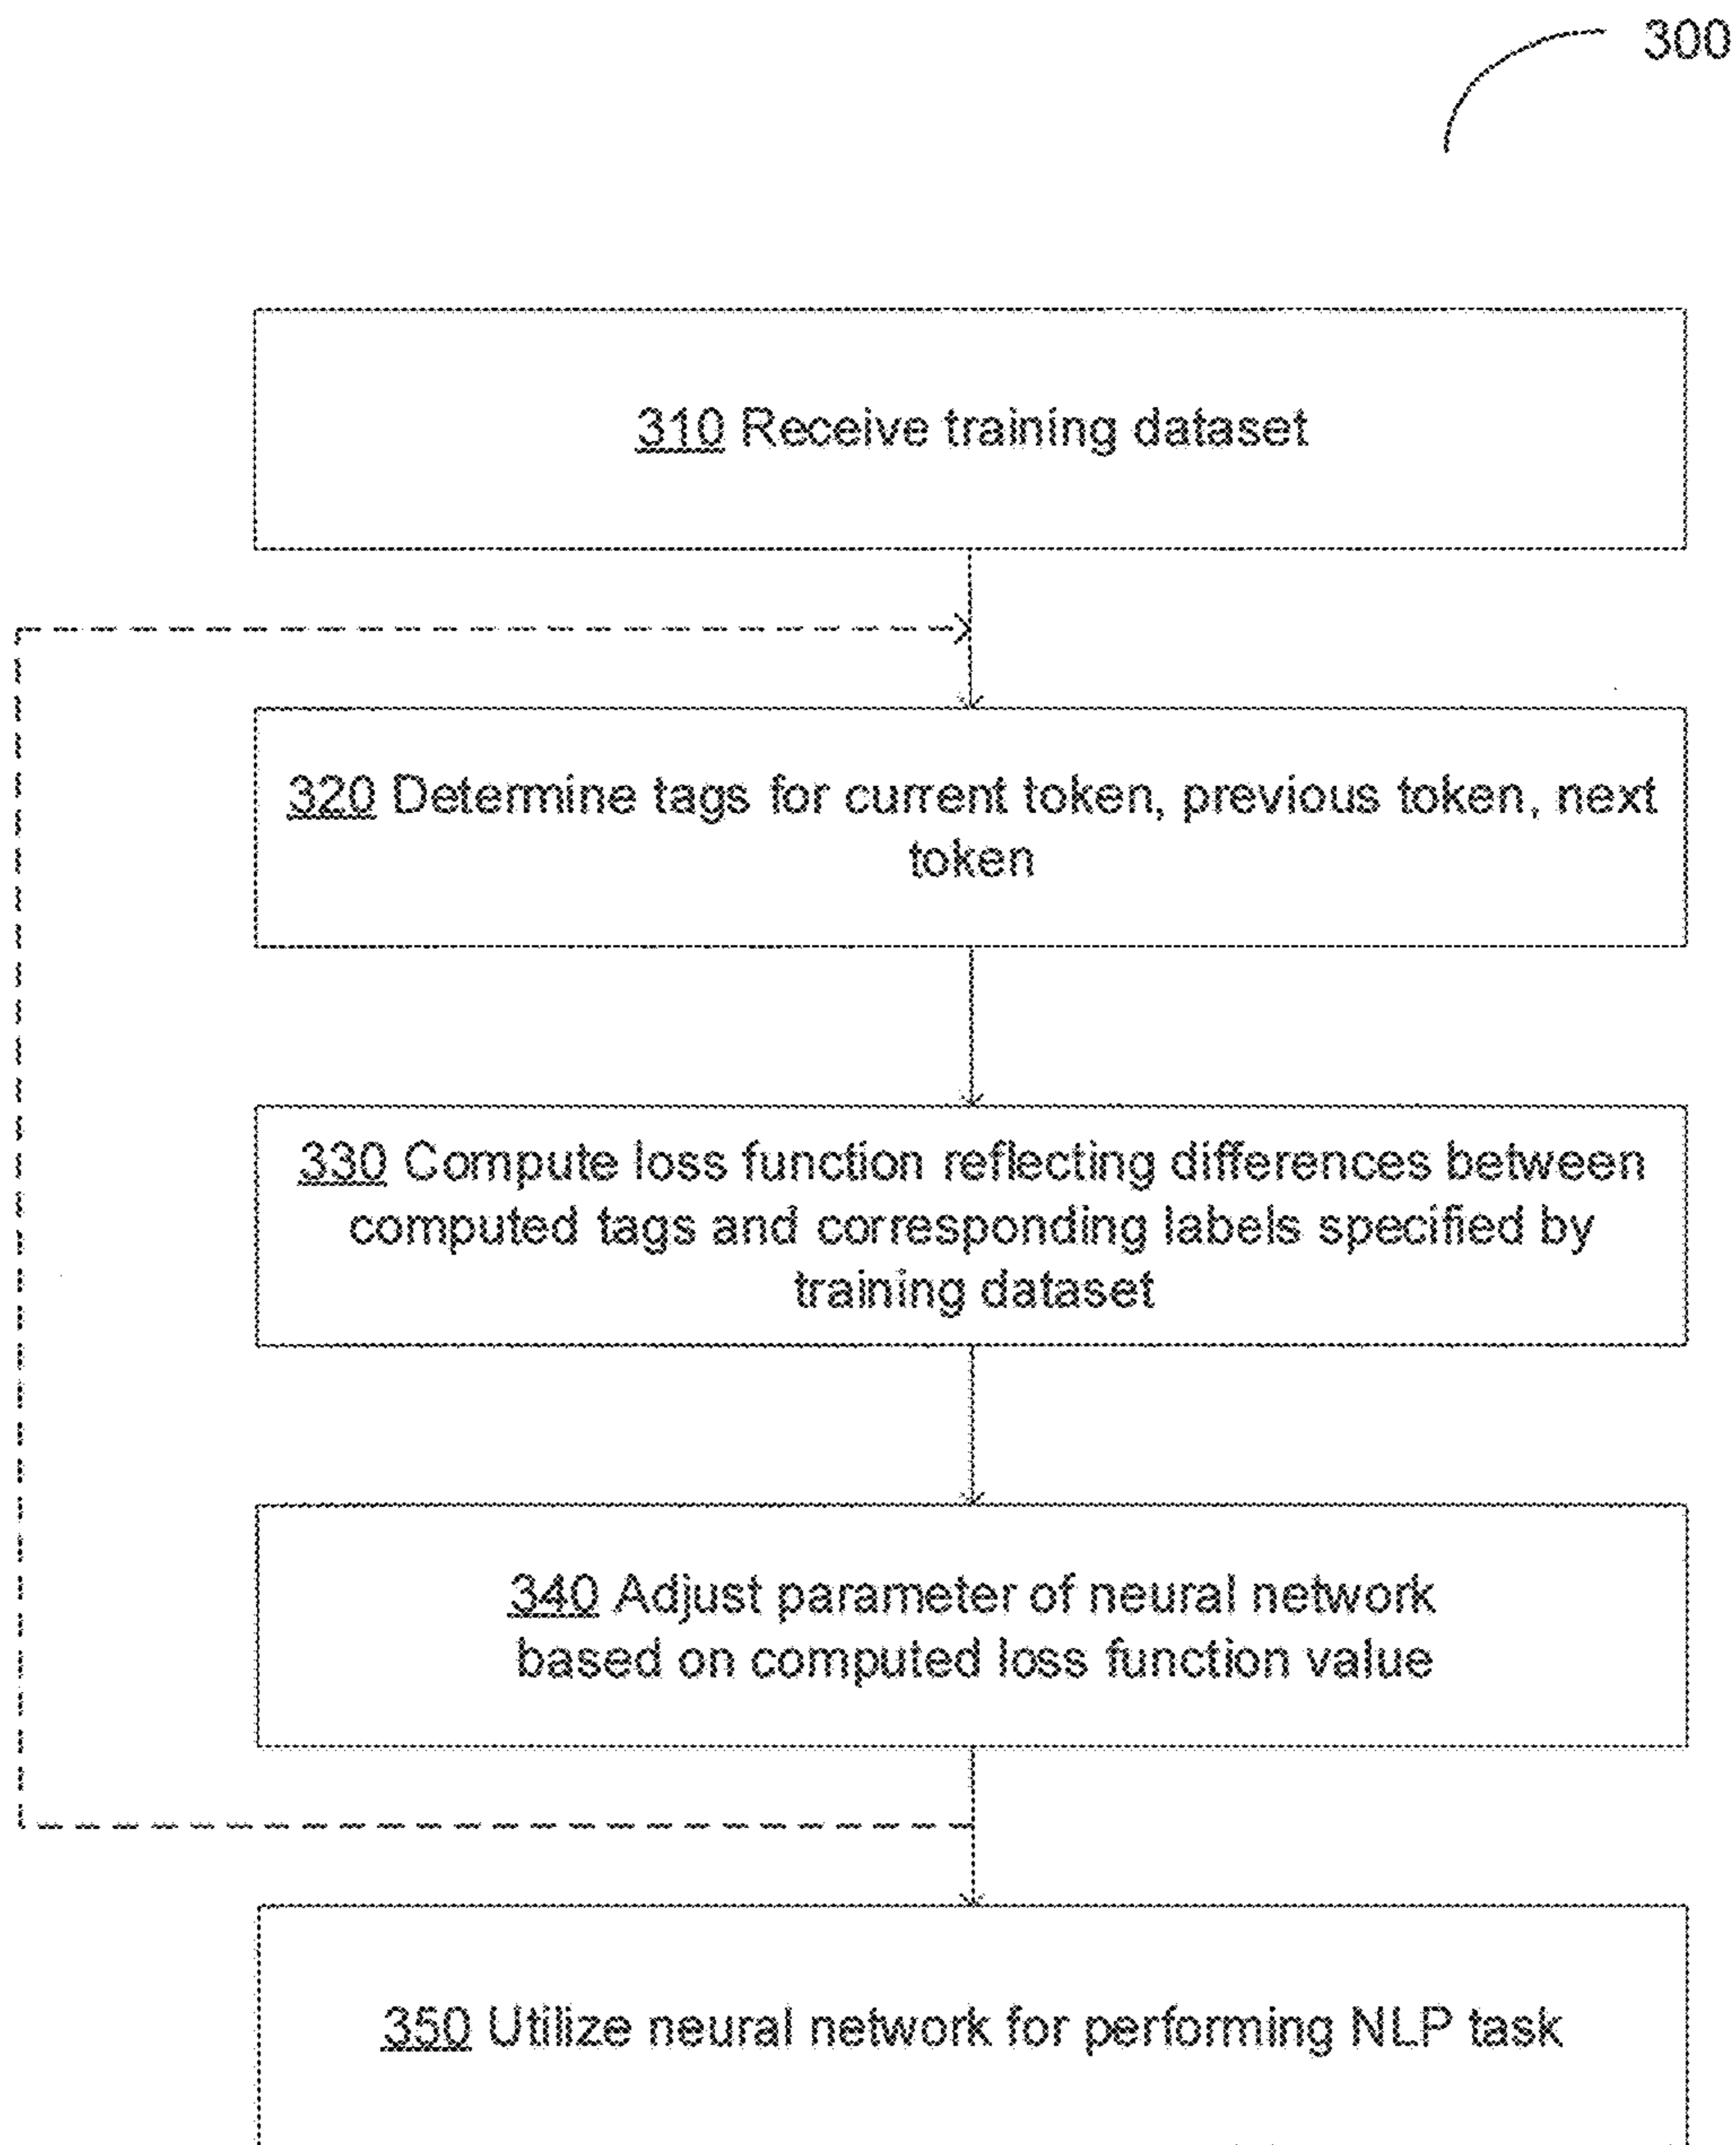 300
310 Receive training dataset
320 Determine tags for current token, previous token, next
token
330 Compute loss function reflecting differences between
computed tags and corresponding labels specified by
training dataset
340 Adjust parameter of neural network
based on computed loss function value
350 Utilize neural network for performing NLP task